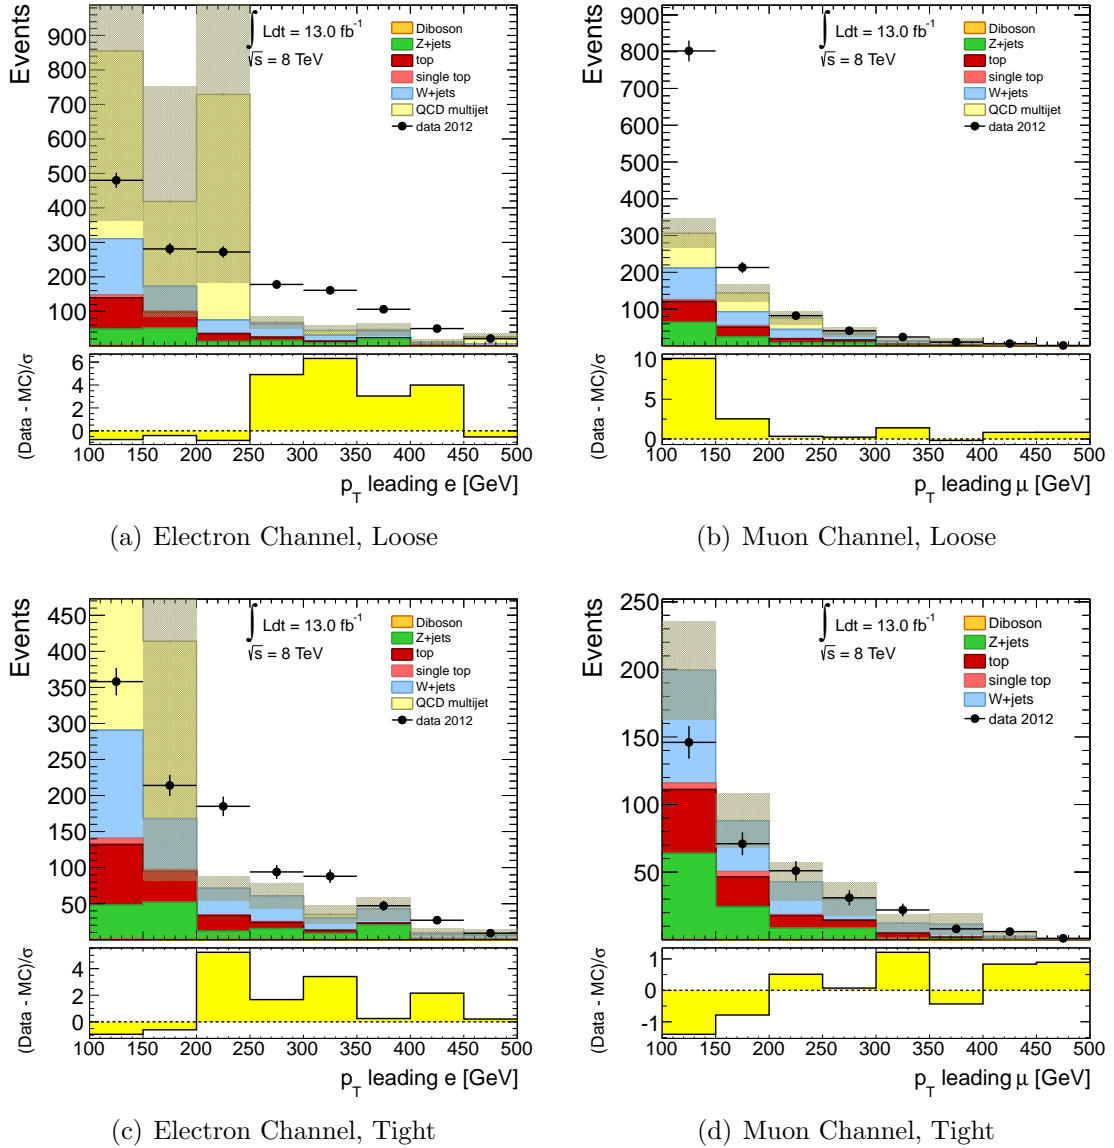 Events
900
800
700
600
500
400
300
200
100
∫ Ldt = 13.0 fb⁻¹
√s = 8 TeV
Diboson
Z+jets
top
single top
W+jets
QCD multijet
data 2012
(Data - MC)/σ
6
4
2
0
100 150 200 250 300 350 400 450 500
p_T leading e [GeV]
(a) Electron Channel, Loose
Events
900
800
700
600
500
400
300
200
100
∫ Ldt = 13.0 fb⁻¹
√s = 8 TeV
Diboson
Z+jets
top
single top
W+jets
QCD multijet
data 2012
(Data - MC)/σ
10
5
0
100 150 200 250 300 350 400 450 500
p_T leading μ [GeV]
(b) Muon Channel, Loose
Events
450
400
350
300
250
200
150
100
50
∫ Ldt = 13.0 fb⁻¹
√s = 8 TeV
Diboson
Z+jets
top
single top
W+jets
QCD multijet
data 2012
(Data - MC)/σ
4
2
0
100 150 200 250 300 350 400 450 500
p_T leading e [GeV]
(c) Electron Channel, Tight
Events
250
200
150
100
50
∫ Ldt = 13.0 fb⁻¹
√s = 8 TeV
Diboson
Z+jets
top
single top
W+jets
data 2012
(Data - MC)/σ
1
0
-1
100 150 200 250 300 350 400 450 500
p_T leading μ [GeV]
(d) Muon Channel, Tight